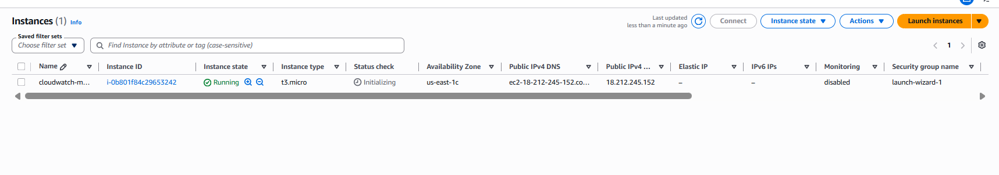 Instances (1) Info
Last updated
less than a minute ago
Connect
Instance state
Actions
Launch instances
Saved filter sets
Choose filter set
Find Instance by attribute or tag (case-sensitive)
1
Name Instance ID Instance state Instance type Status check Availability Zone Public IPv4 DNS Public IPv4 ... Elastic IP IPv6 IPs Monitoring Security group name
cloudwatch-m... i-0b801f84c29653242 Running t3.micro Initializing us-east-1c ec2-18-212-245-152.co... 18.212.245.152 – – disabled launch-wizard-1